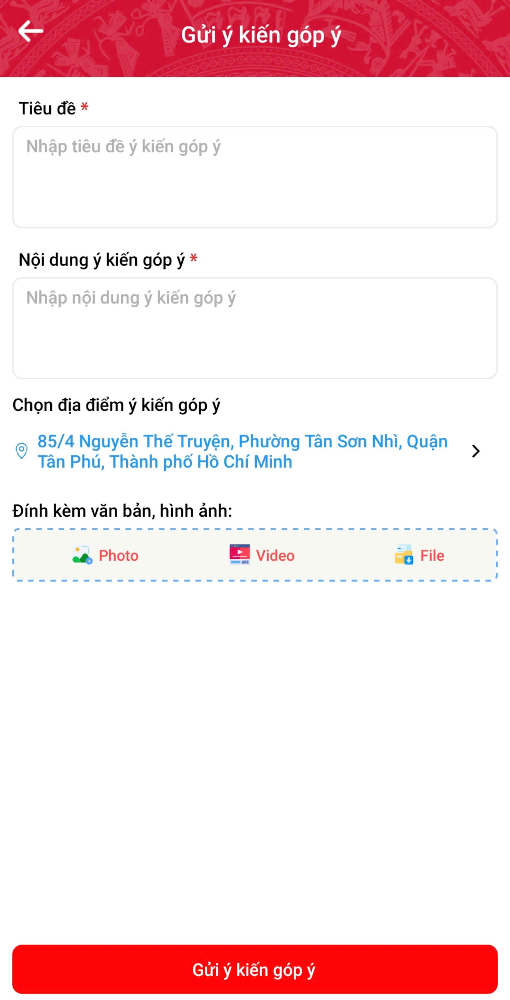 Gửi ý kiến góp ý
Tiêu đề *
Nhập tiêu đề ý kiến góp ý
Nội dung ý kiến góp ý *
Nhập nội dung ý kiến góp ý
Chọn địa điểm ý kiến góp ý
85/4 Nguyễn Thế Truyện, Phường Tân Sơn Nhì, Quận
Tân Phú, Thành phố Hồ Chí Minh
Đính kèm văn bản, hình ảnh:
Photo
ADS
Video
File
Gửi ý kiến góp ý